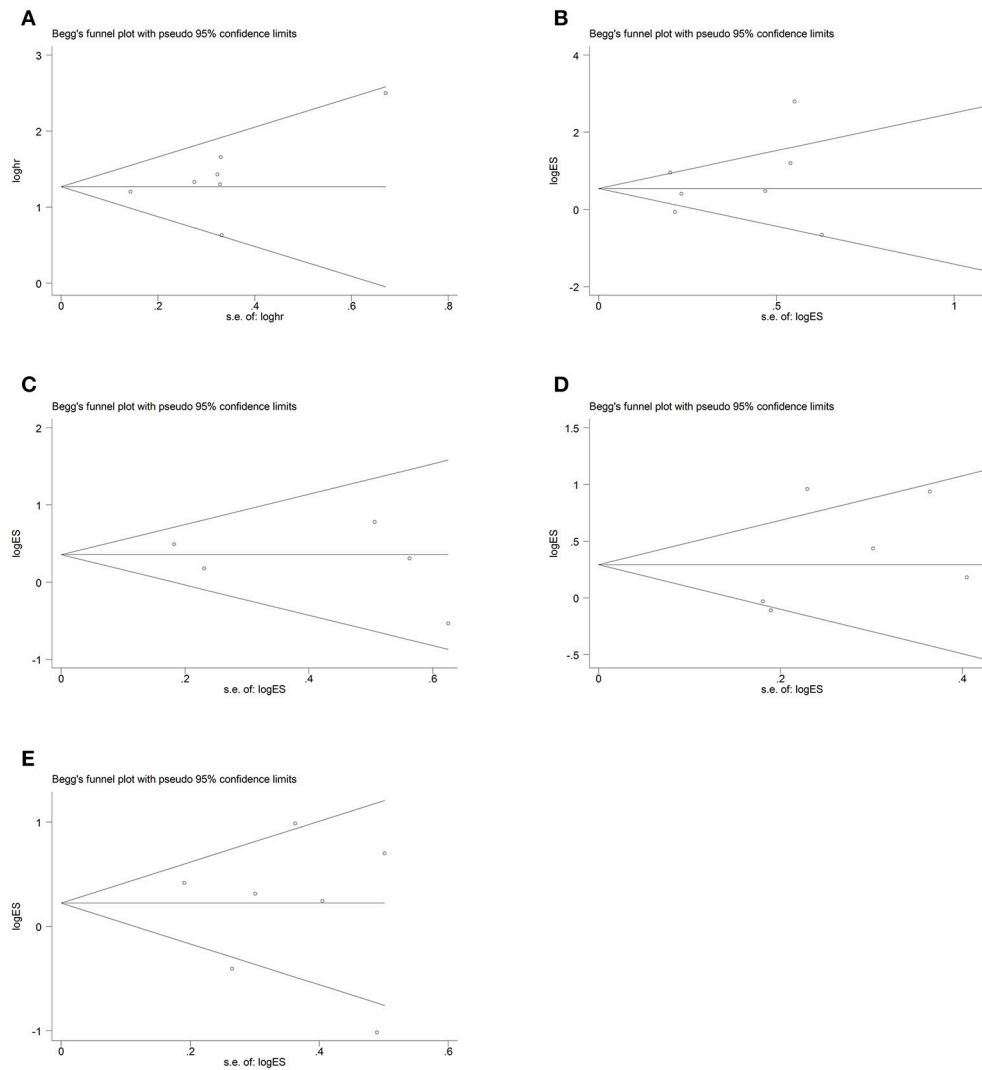 A
Begg's funnel plot with pseudo 95% confidence limits
3
2
1
0
loghr
0 .2 .4 .6 .8
s.e. of: loghr
B
Begg's funnel plot with pseudo 95% confidence limits
4
2
0
-2
logES
0 .5 1
s.e. of: logES
C
Begg's funnel plot with pseudo 95% confidence limits
2
1
0
-1
logES
0 .2 .4 .6
s.e. of: logES
D
Begg's funnel plot with pseudo 95% confidence limits
1.5
1
.5
0
-.5
logES
0 .2 .4
s.e. of: logES
E
Begg's funnel plot with pseudo 95% confidence limits
1
0
-1
logES
0 .2 .4 .6
s.e. of: logES